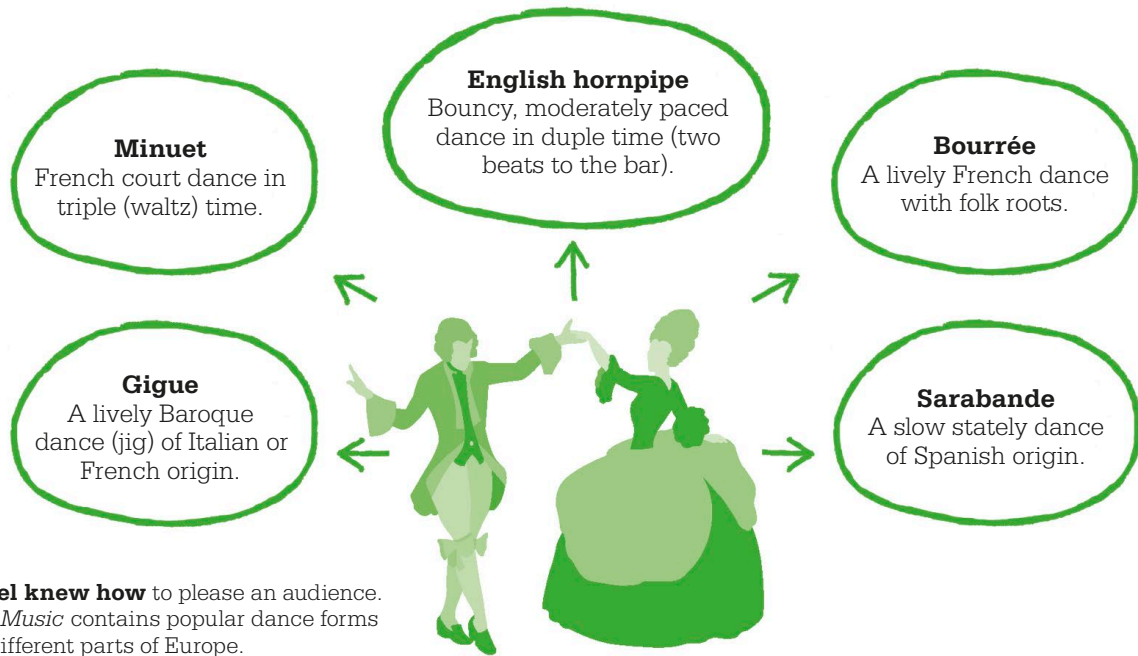 English hornpipe
Bouncy, moderately paced
dance in duple time (two
beats to the bar).
Minuet
French court dance in
triple (waltz) time.
Bourrée
A lively French dance
with folk roots.
Gigue
A lively Baroque
dance (jig) of Italian or
French origin.
Sarabande
A slow stately dance
of Spanish origin.
el knew how to please an audience.
Music contains popular dance forms
ifferent parts of Europe.